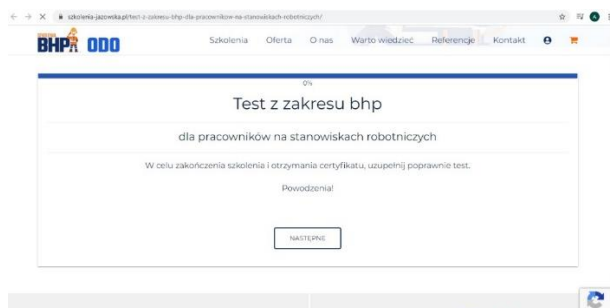 szkolenia-jazowska.pl/test-z-zakresu-bhp-dla-pracownikow-na-stanowiskach-robotniczych/
BHP ODO
Szkolenia Oferta O nas Warto wiedzieć Referencje Kontakt
0%
Test z zakresu bhp
dla pracowników na stanowiskach robotniczych
W celu zakończenia szkolenia i otrzymania certyfikatu, uzupełnij poprawnie test.
Powodzenia!
NASTĘPNE